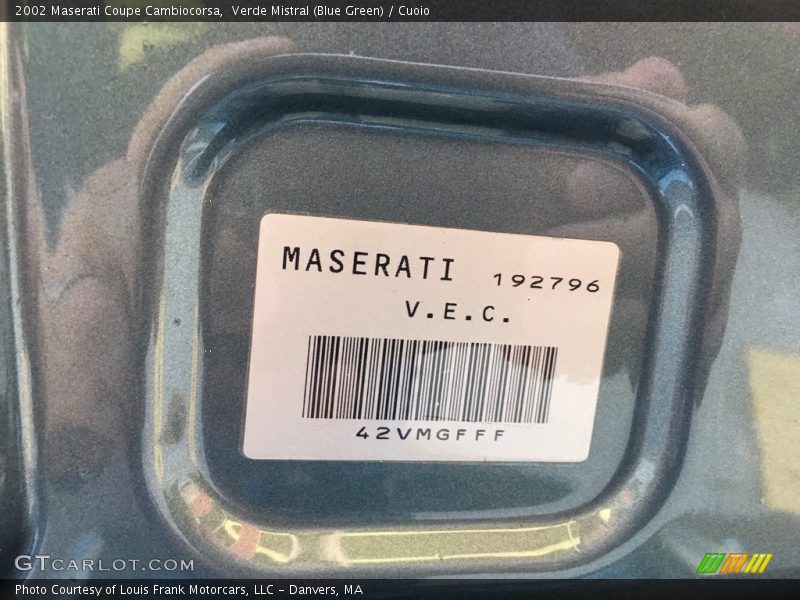 2002 Maserati Coupe Cambiocorsa,  Verde Mistral (Blue Green) / Cuoio
MASERATI 192796
V.E.C.
42VMGFFF
GTCARLOT.COM
Photo Courtesy of Louis Frank Motorcars, LLC – Danvers, MA